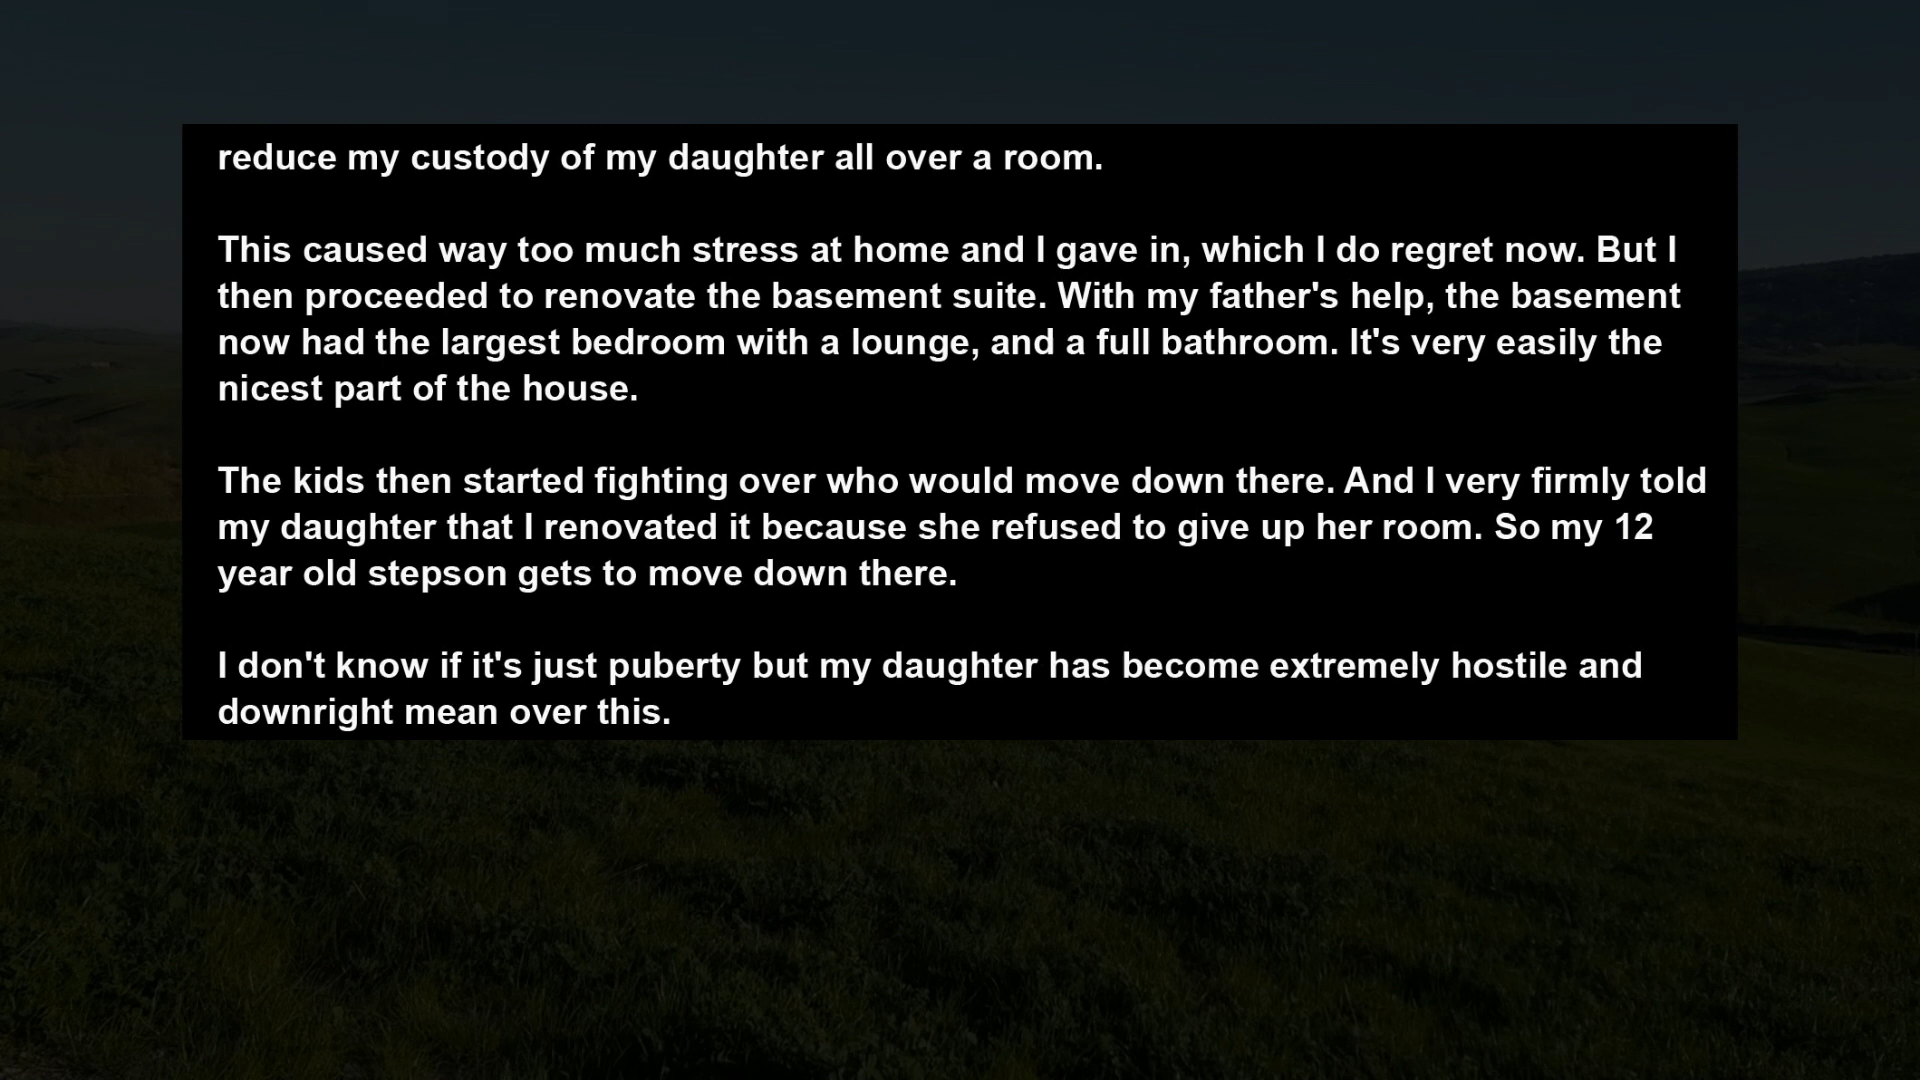 reduce my custody of my daughter all over a room.
This caused way too much stress at home and I gave in, which I do regret now. But I
then proceeded to renovate the basement suite. With my father's help, the basement
now had the largest bedroom with a lounge, and a full bathroom. It's very easily the
nicest part of the house.
The kids then started fighting over who would move down there. And I very firmly told
my daughter that I renovated it because she refused to give up her room. So my 12
year old stepson gets to move down there.
I don't know if it's just puberty but my daughter has become extremely hostile and
downright mean over this.